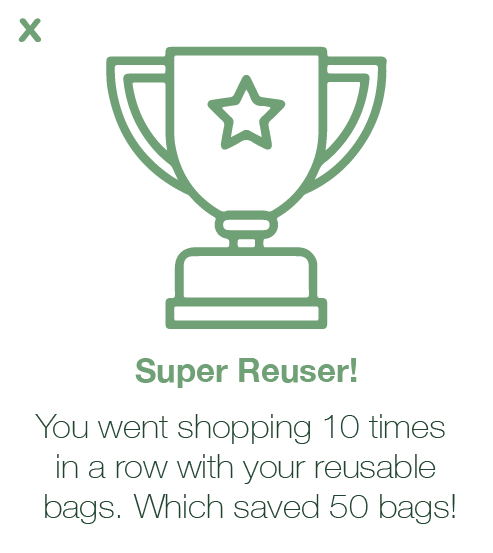 x
Super Reuser!
You went shopping 10 times
in a row with your reusable
bags. Which saved 50 bags!